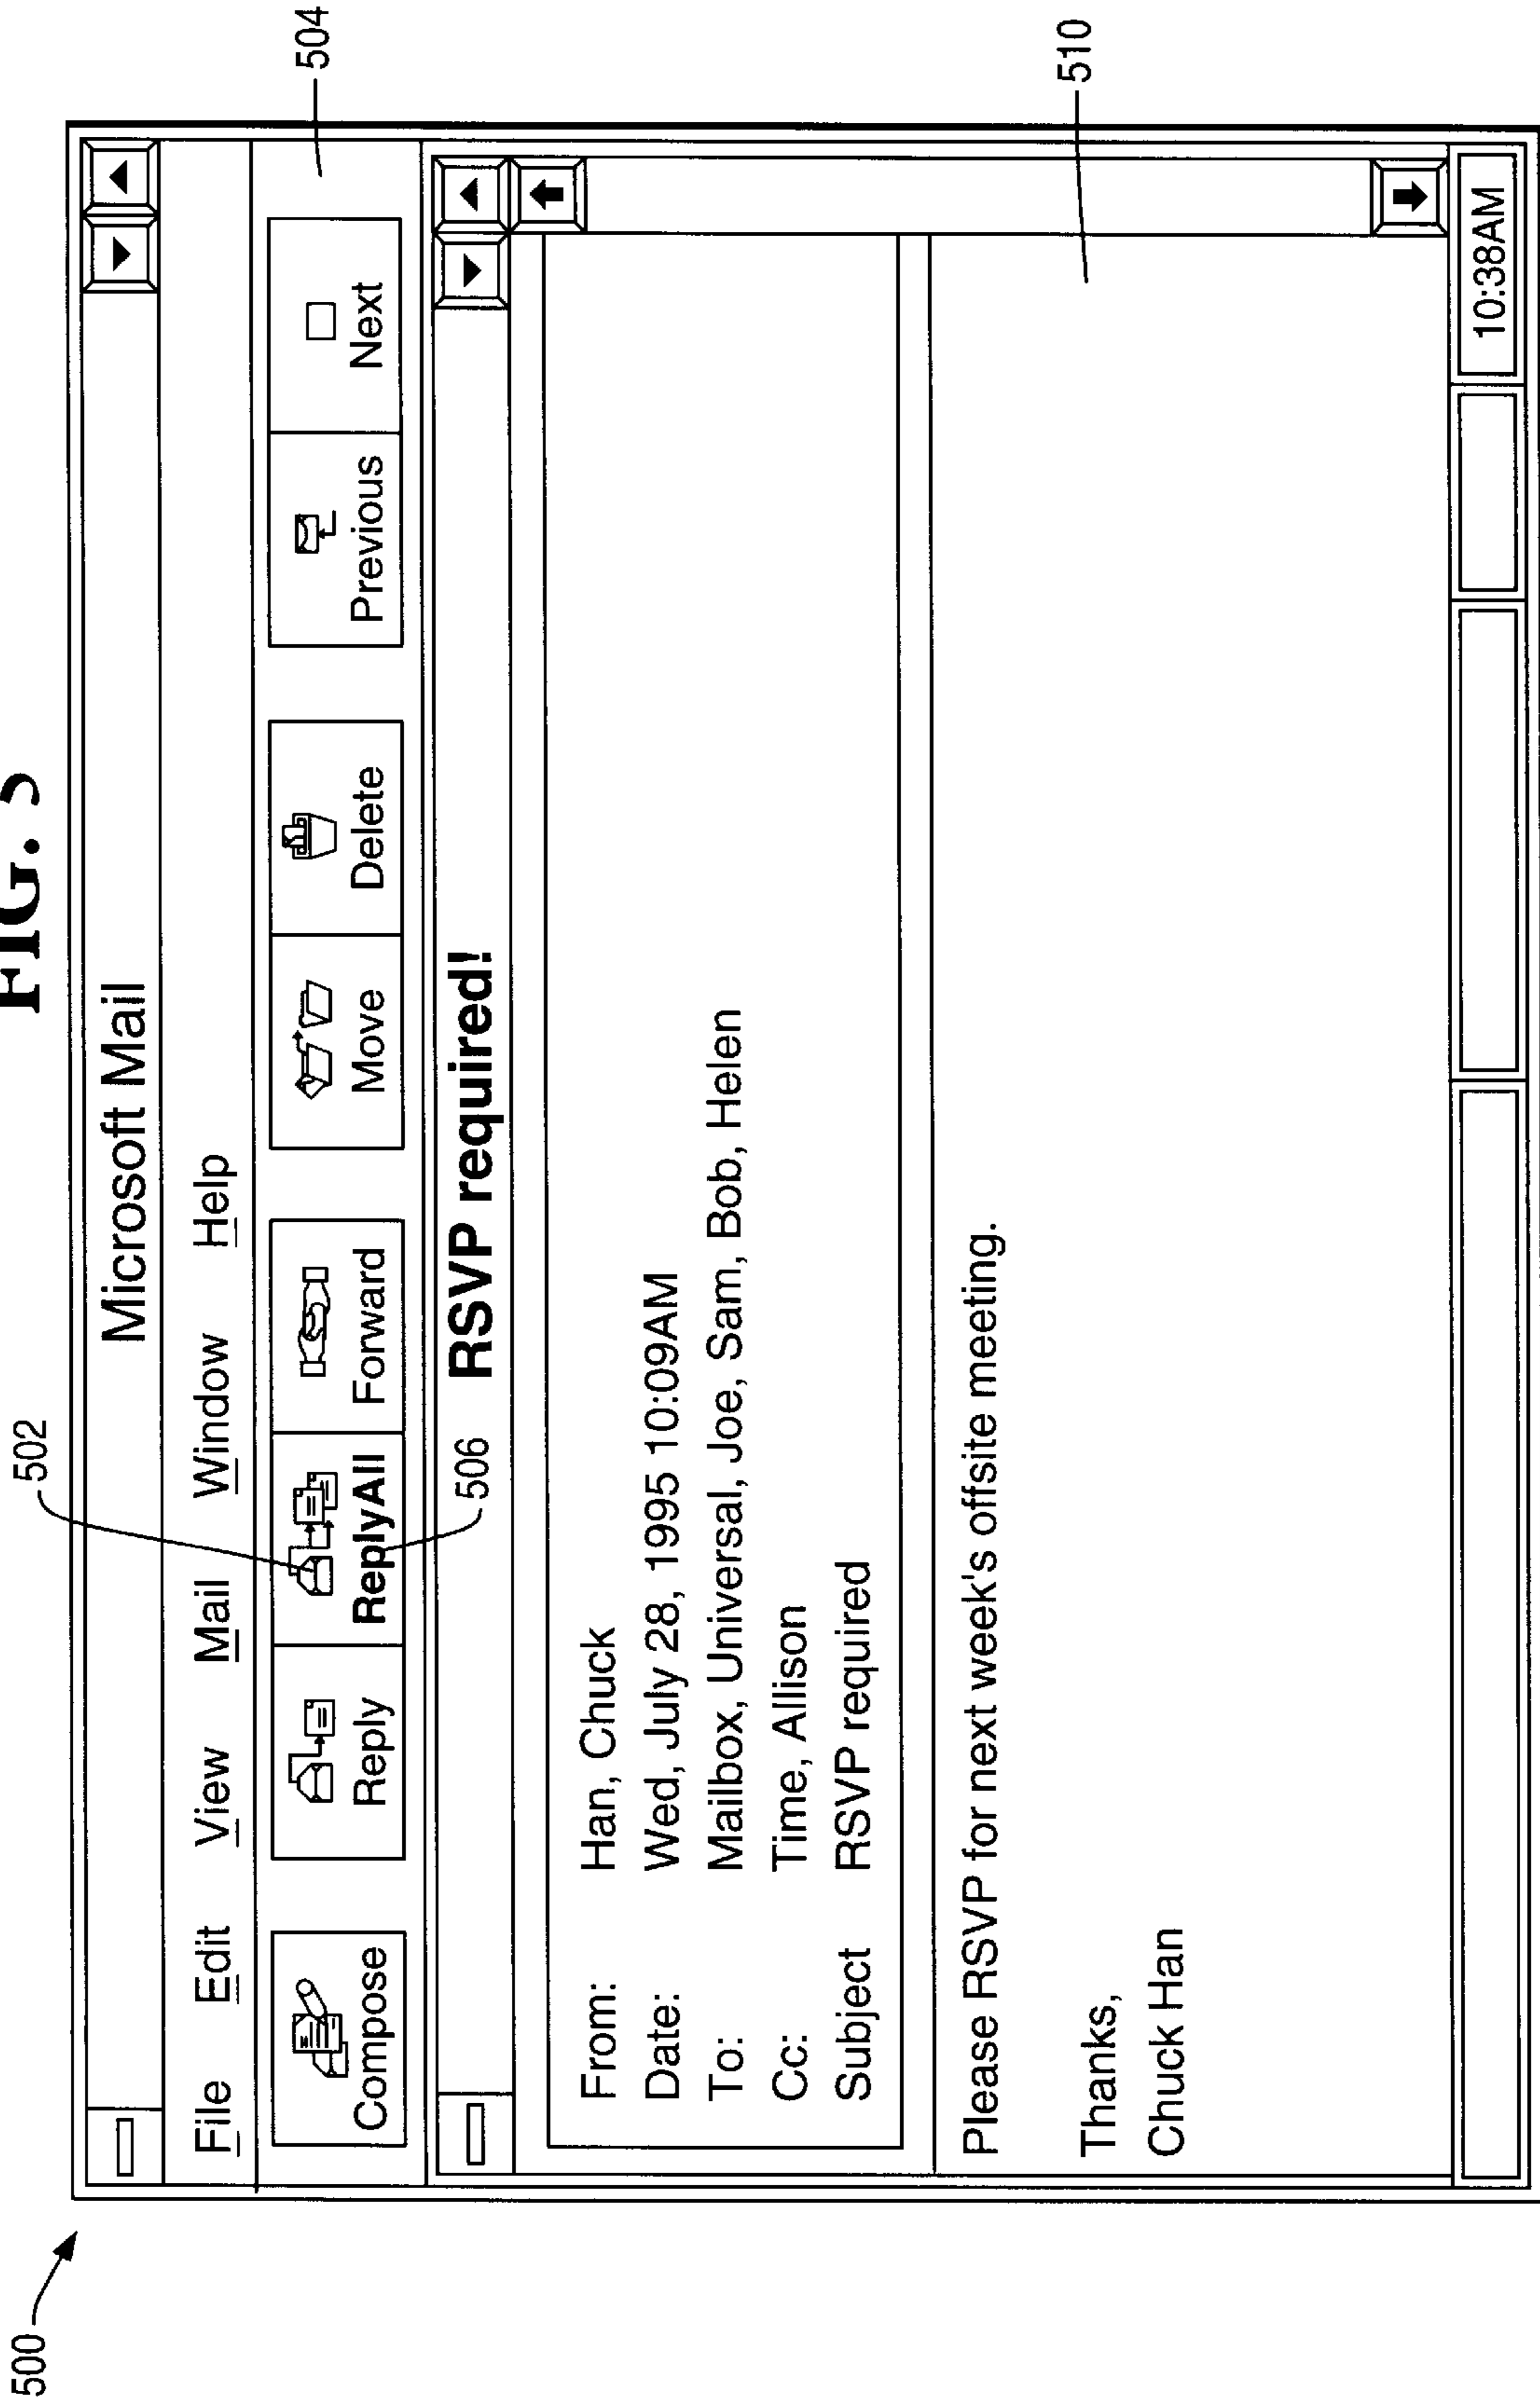 FIG. 5
500
502
Microsoft Mail
File Edit View Mail Window Help
504
Compose Reply ReplyAll Forward Move Delete Previous Next
506
RSVP required!
From: Han, Chuck
Date: Wed, July 28, 1995 10:09AM
To: Mailbox, Universal, Joe, Sam, Bob, Helen
Cc: Time, Allison
Subject RSVP required
Please RSVP for next week's offsite meeting.
510
Thanks,
Chuck Han
10:38AM